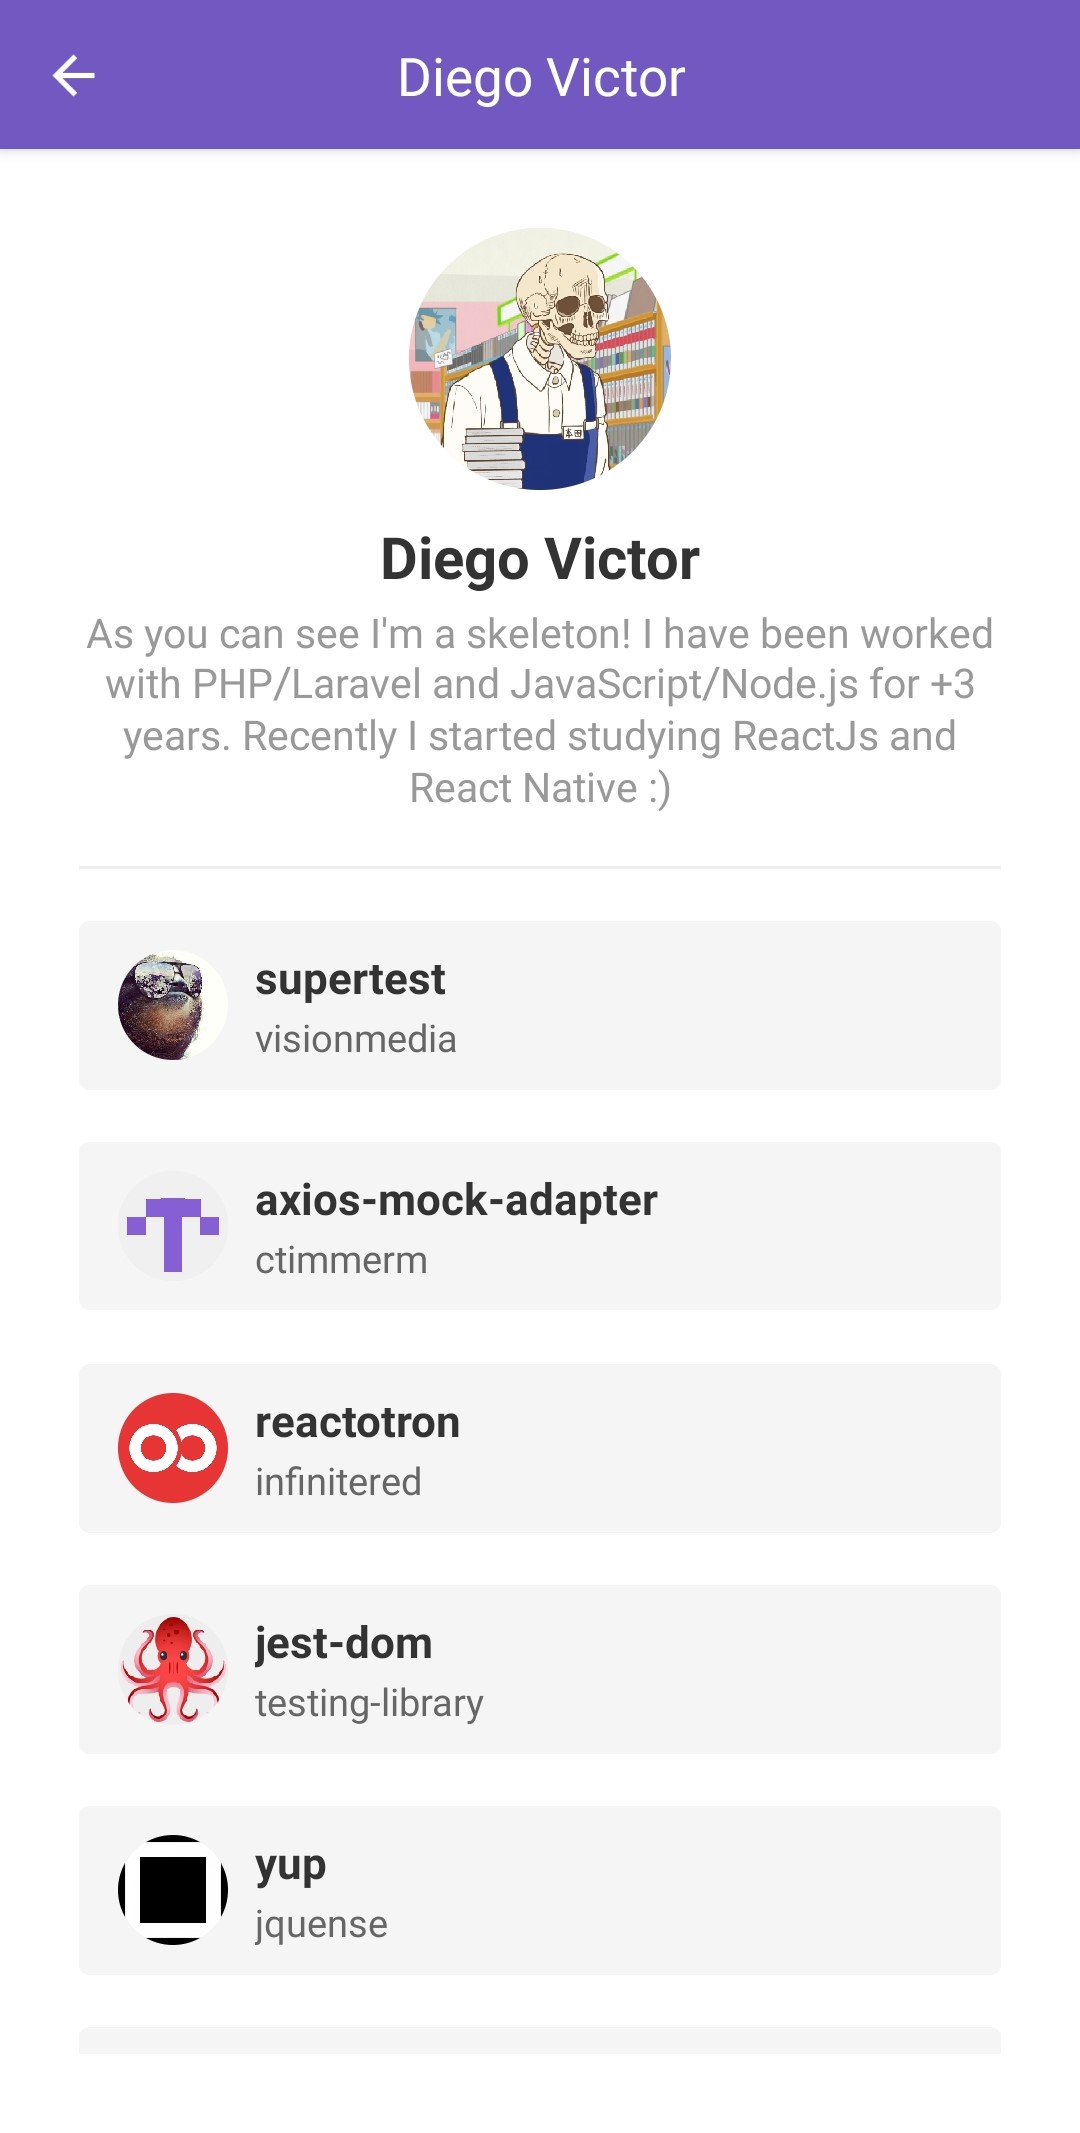 Diego Victor
本田
Diego Victor
As you can see I'm a skeleton! I have been worked
with PHP/Laravel and JavaScript/Node.js for +3
years. Recently I started studying ReactJs and
React Native :)
supertest
visionmedia
axios-mock-adapter
ctimmerm
reactotron
infinitered
jest-dom
testing-library
yup
jquense